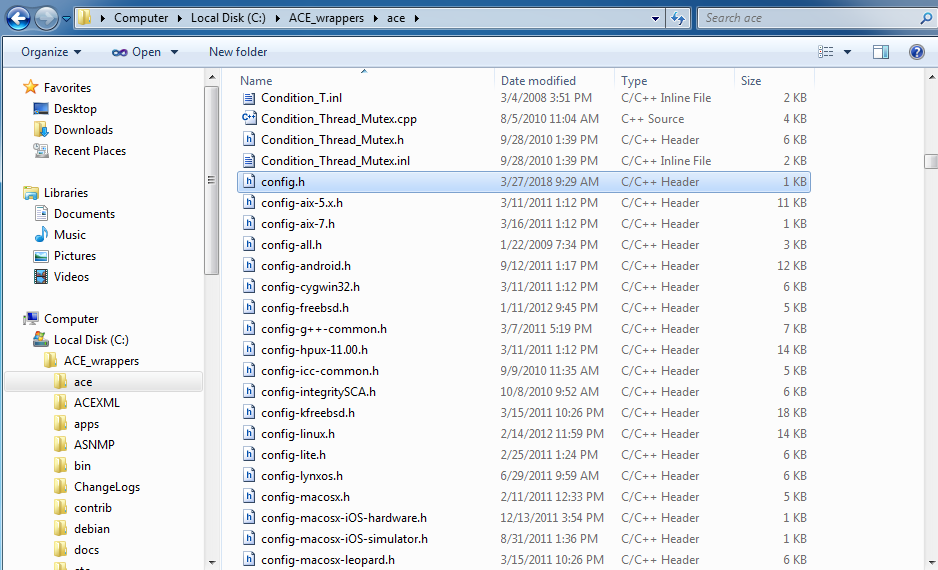 Computer Local Disk (C:) ACE_wrappers ace
Search ace
Organize Open New folder
Favorites
Desktop
Downloads
Recent Places
Libraries
Documents
Music
Pictures
Videos
Computer
Local Disk (C:)
ACE_wrappers
ace
ACEXML
apps
ASNMP
bin
ChangeLogs
contrib
debian
docs
Name Date modified Type Size
Condition_T.inl 3/4/2008 3:51 PM C/C++ Inline File 2 KB
Condition_Thread_Mutex.cpp 8/5/2010 11:04 AM C++ Source 4 KB
Condition_Thread_Mutex.h 9/28/2010 1:39 PM C/C++ Header 6 KB
Condition_Thread_Mutex.inl 9/28/2010 1:39 PM C/C++ Inline File 2 KB
config.h 3/27/2018 9:29 AM C/C++ Header 1 KB
config-aix-5.x.h 3/11/2011 1:12 PM C/C++ Header 11 KB
config-aix-7.h 3/16/2011 1:12 PM C/C++ Header 1 KB
config-all.h 1/22/2009 7:34 PM C/C++ Header 3 KB
config-android.h 9/12/2011 1:17 PM C/C++ Header 12 KB
config-cygwin32.h 3/11/2011 1:12 PM C/C++ Header 6 KB
config-freebsd.h 1/11/2012 9:45 PM C/C++ Header 5 KB
config-g++-common.h 3/7/2011 5:19 PM C/C++ Header 7 KB
config-hpux-11.00.h 3/11/2011 1:12 PM C/C++ Header 14 KB
config-icc-common.h 9/9/2010 11:35 AM C/C++ Header 5 KB
config-integritySCA.h 10/8/2010 9:52 AM C/C++ Header 6 KB
config-kfreebsd.h 3/15/2011 10:26 PM C/C++ Header 18 KB
config-linux.h 2/14/2012 11:59 PM C/C++ Header 14 KB
config-lite.h 2/25/2011 1:24 PM C/C++ Header 6 KB
config-lynxos.h 6/29/2011 9:59 AM C/C++ Header 6 KB
config-macosx.h 2/11/2011 12:33 PM C/C++ Header 5 KB
config-macosx-iOS-hardware.h 12/13/2011 3:54 PM C/C++ Header 1 KB
config-macosx-iOS-simulator.h 8/31/2011 1:36 PM C/C++ Header 1 KB
config-macosx-leopard.h 3/15/2011 10:26 PM C/C++ Header 6 KB